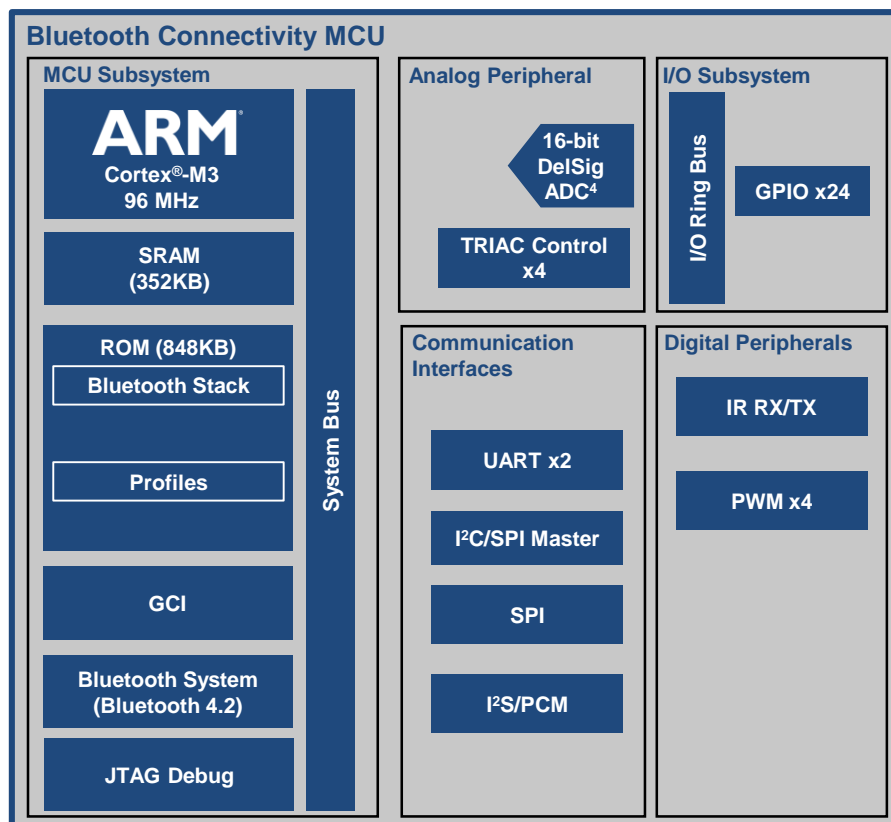 Bluetooth Connectivity MCU
MCU Subsystem
ARM®
Cortex®-M3
96 MHz
SRAM
(352KB)
ROM (848KB)
Bluetooth Stack
Profiles
GCI
Bluetooth System
(Bluetooth 4.2)
JTAG Debug
System Bus
Analog Peripheral
16-bit
DelSig
ADC⁴
TRIAC Control
x4
I/O Subsystem
I/O Ring Bus
GPIO x24
Communication
Interfaces
UART x2
I²C/SPI Master
SPI
I²S/PCM
Digital Peripherals
IR RX/TX
PWM x4